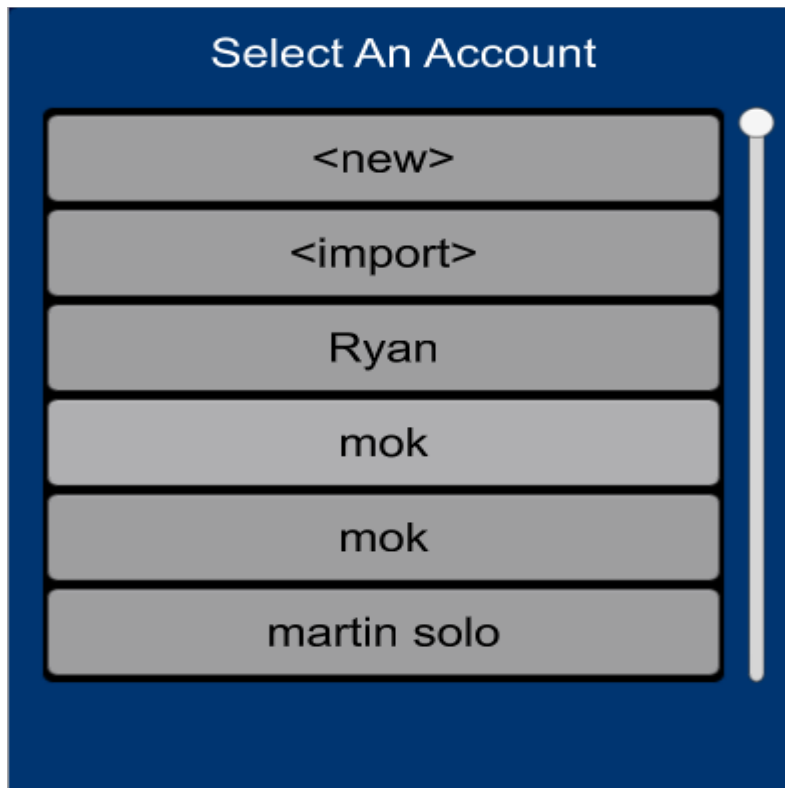 Select An Account
<new>
<import>
Ryan
mok
mok
martin solo